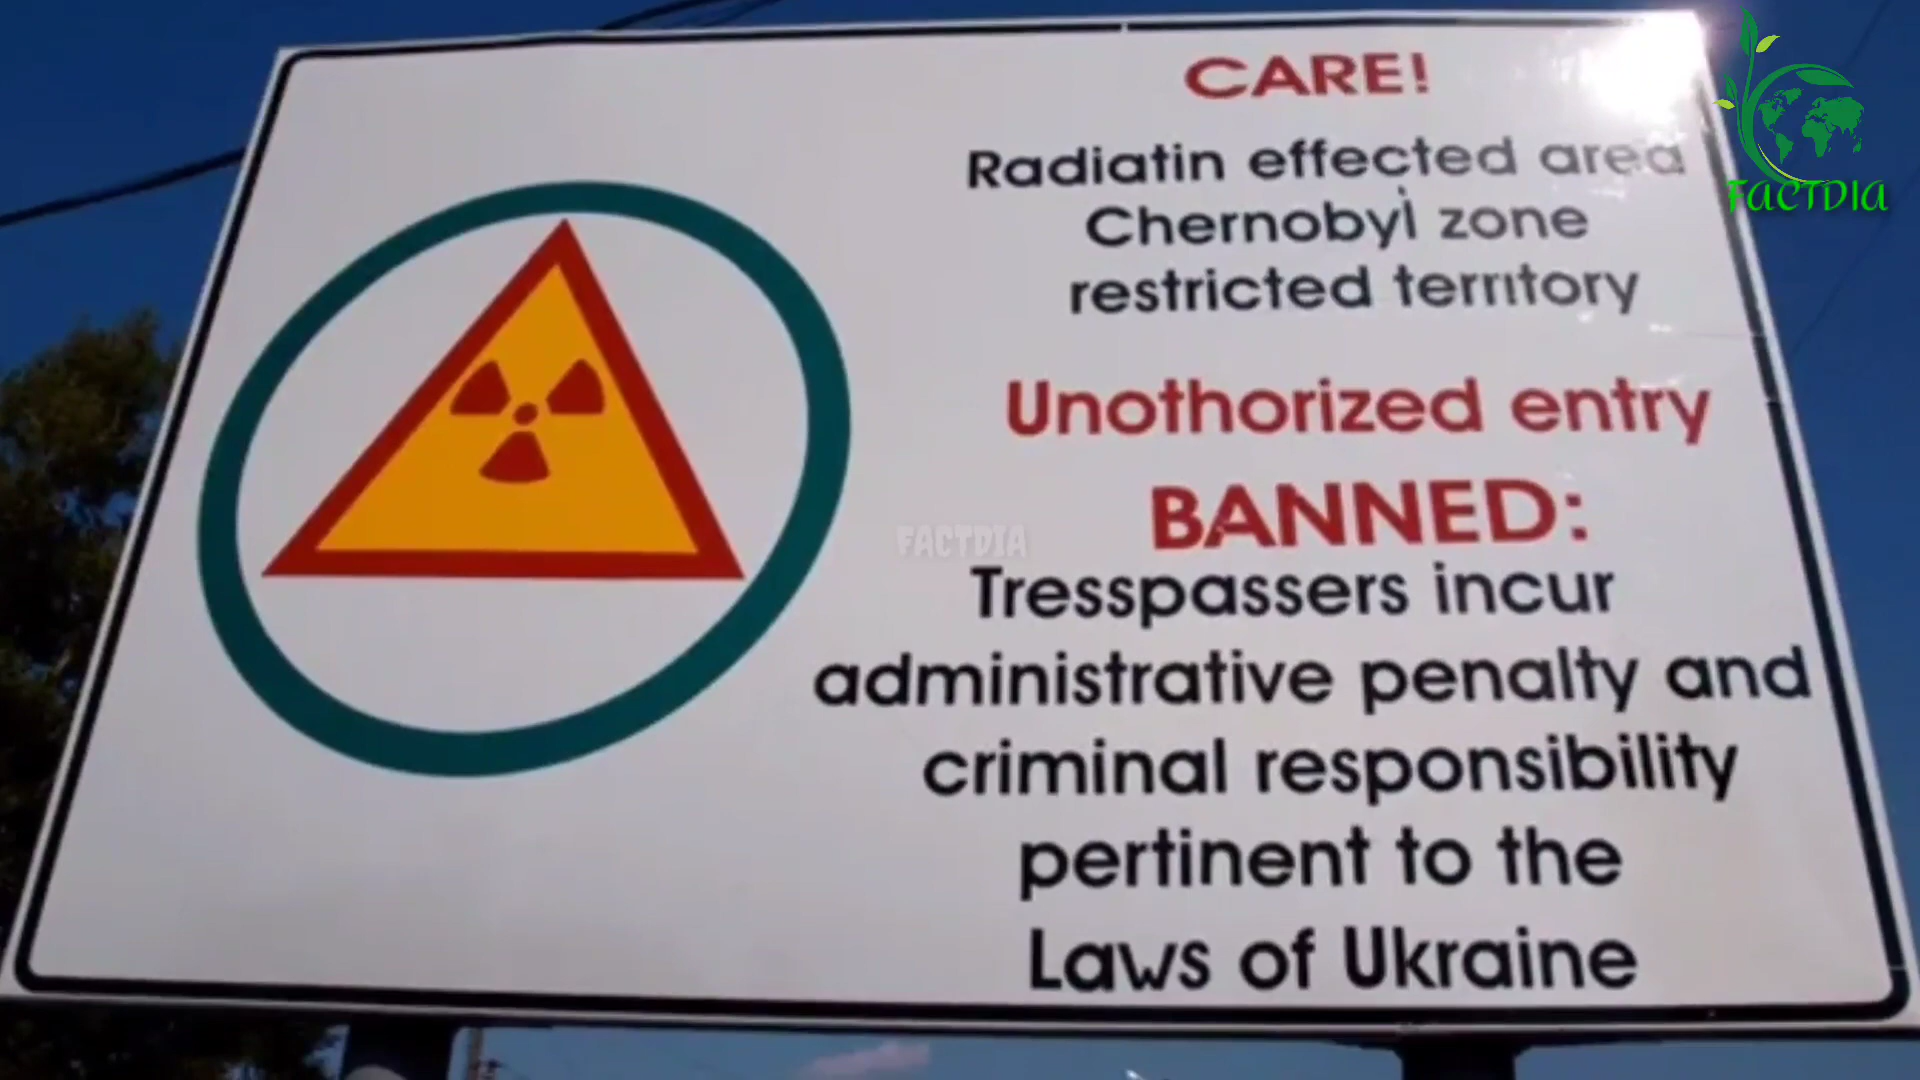 CARE!
Radiatin effected area
Chernobyl zone
restricted territory
Unothorized entry
BANNED:
Tresspassers incur
administrative penalty and
criminal responsibility
pertinent to the
Laws of Ukraine
FACTDIA
FACTDIA